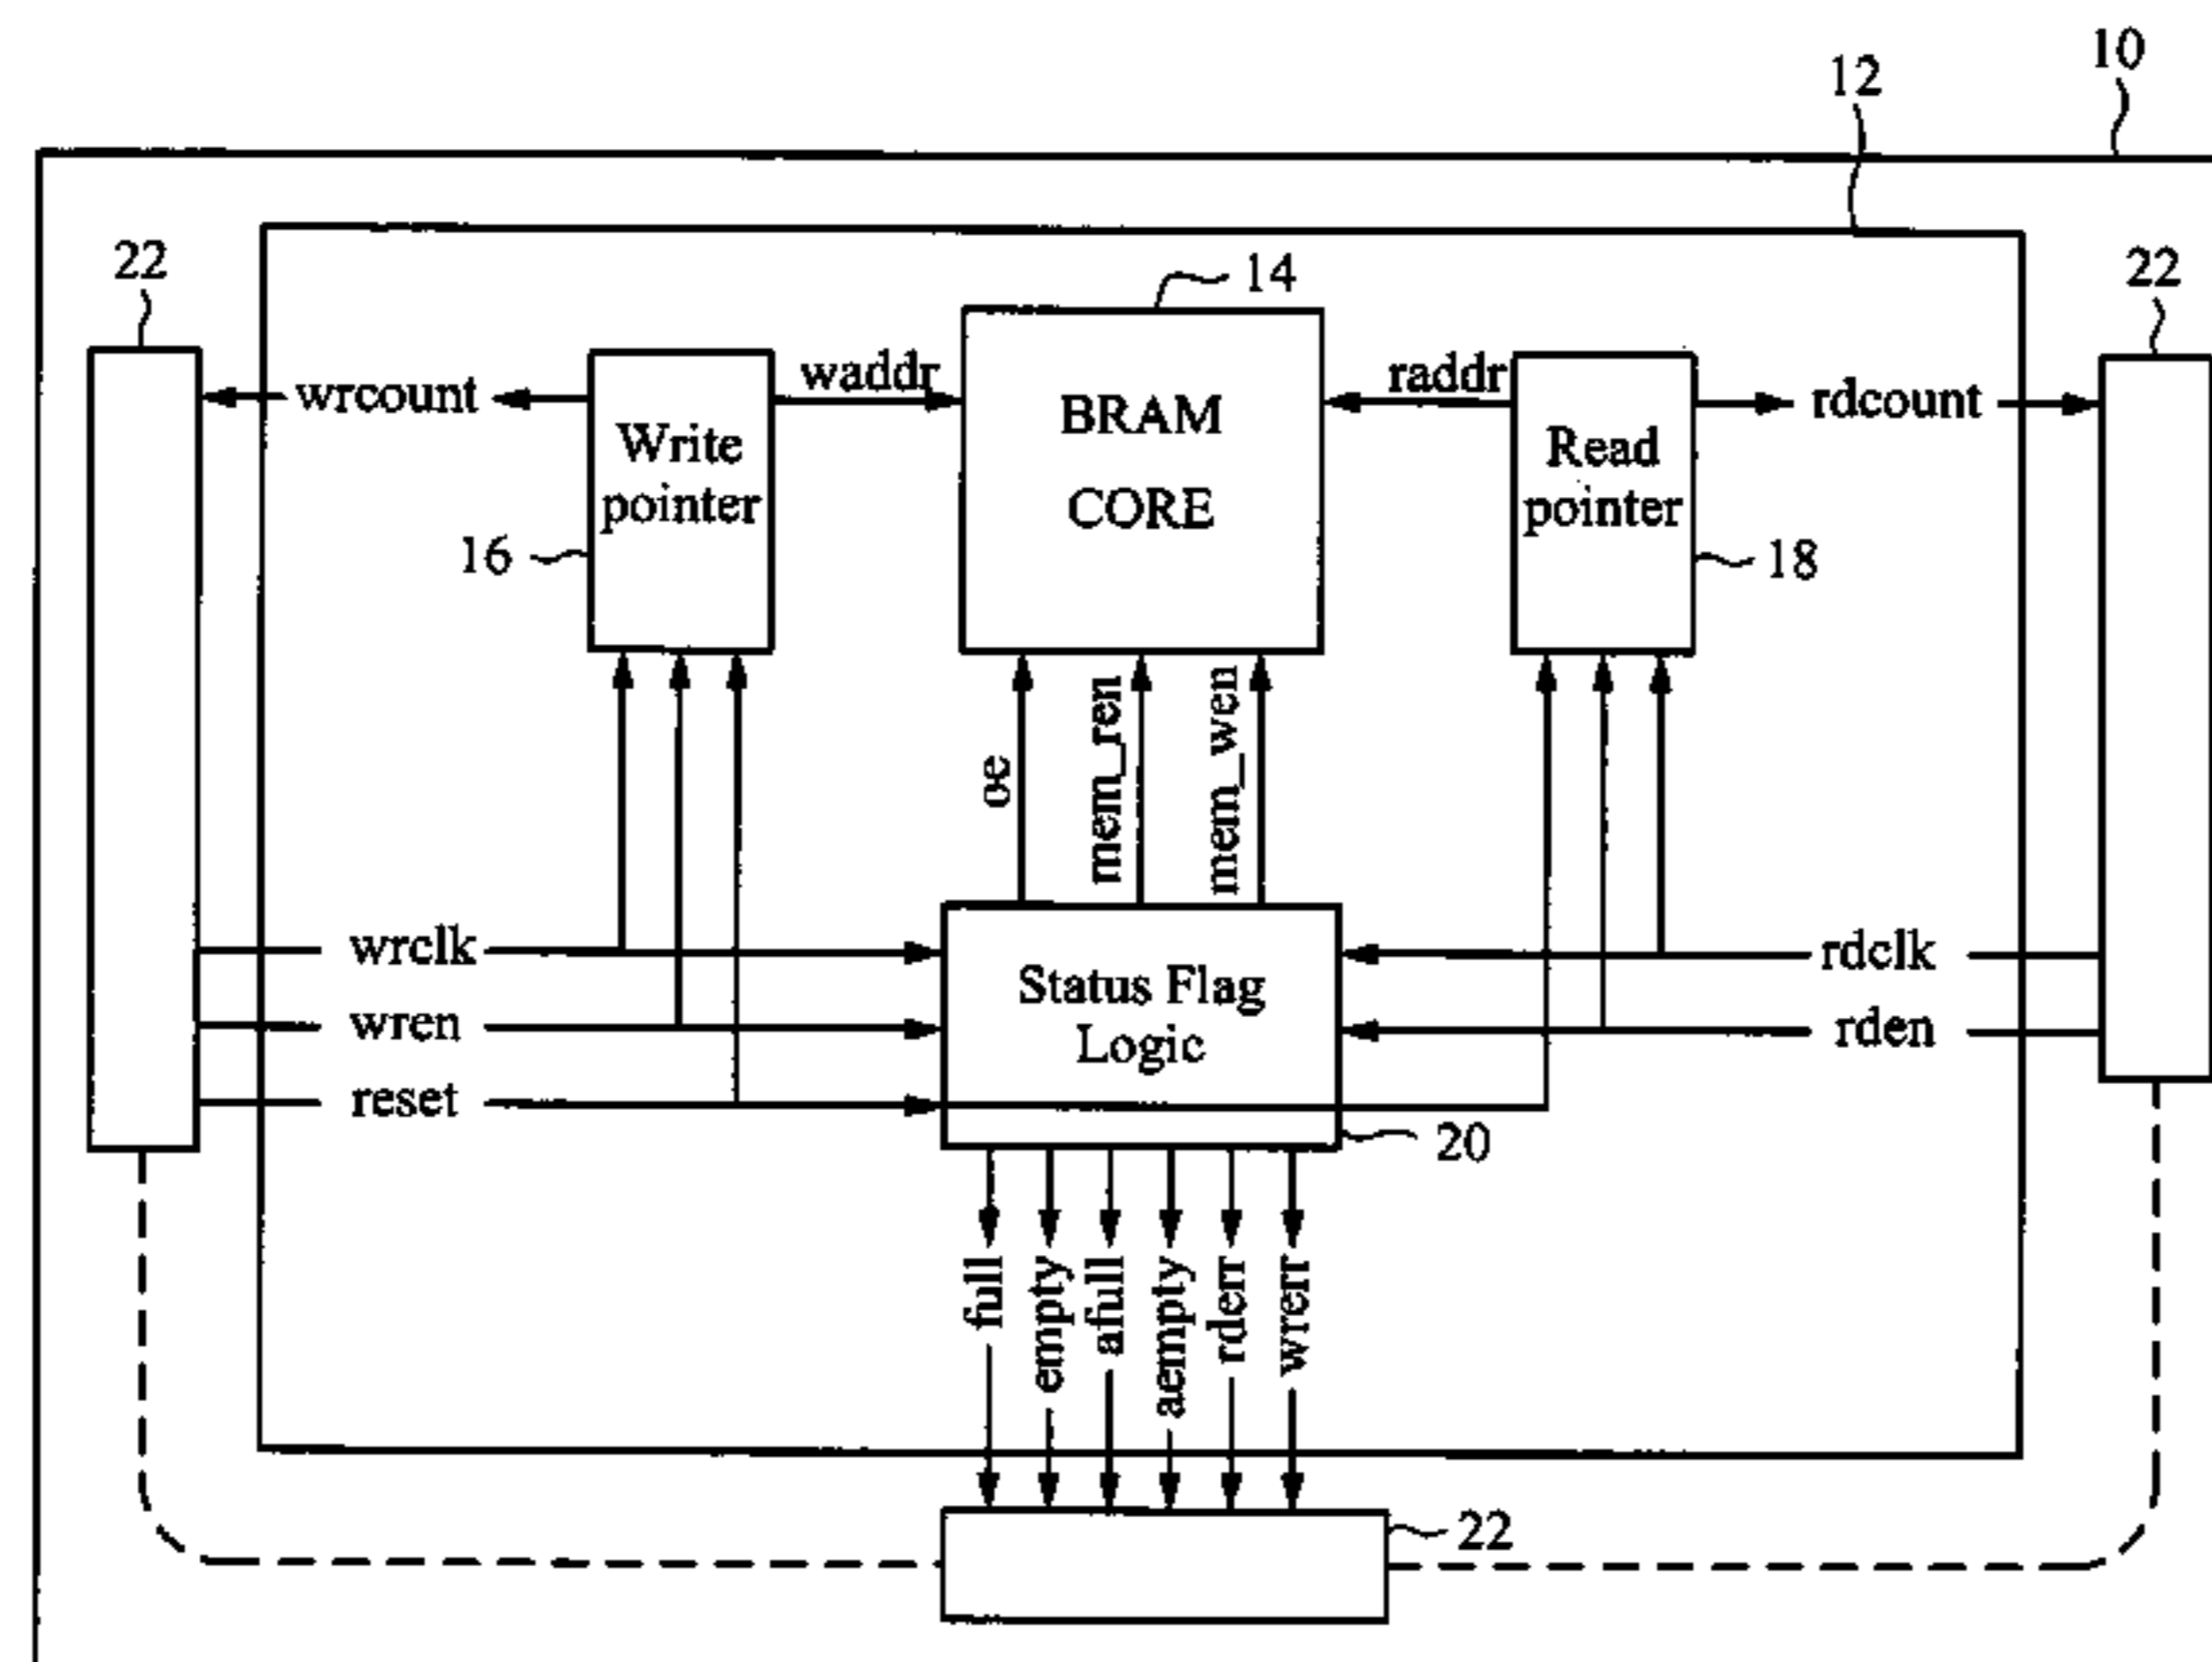 10
12
22
14
22
wrcount
waddr
raddr
rdcount
BRAM
CORE
Write
pointer
Read
pointer
16
18
oe
mem_ren
mem_wen
wrclk
rdclk
Status Flag
Logic
wren
rden
reset
20
full
empty
afull
aempty
rderr
wrerr
22